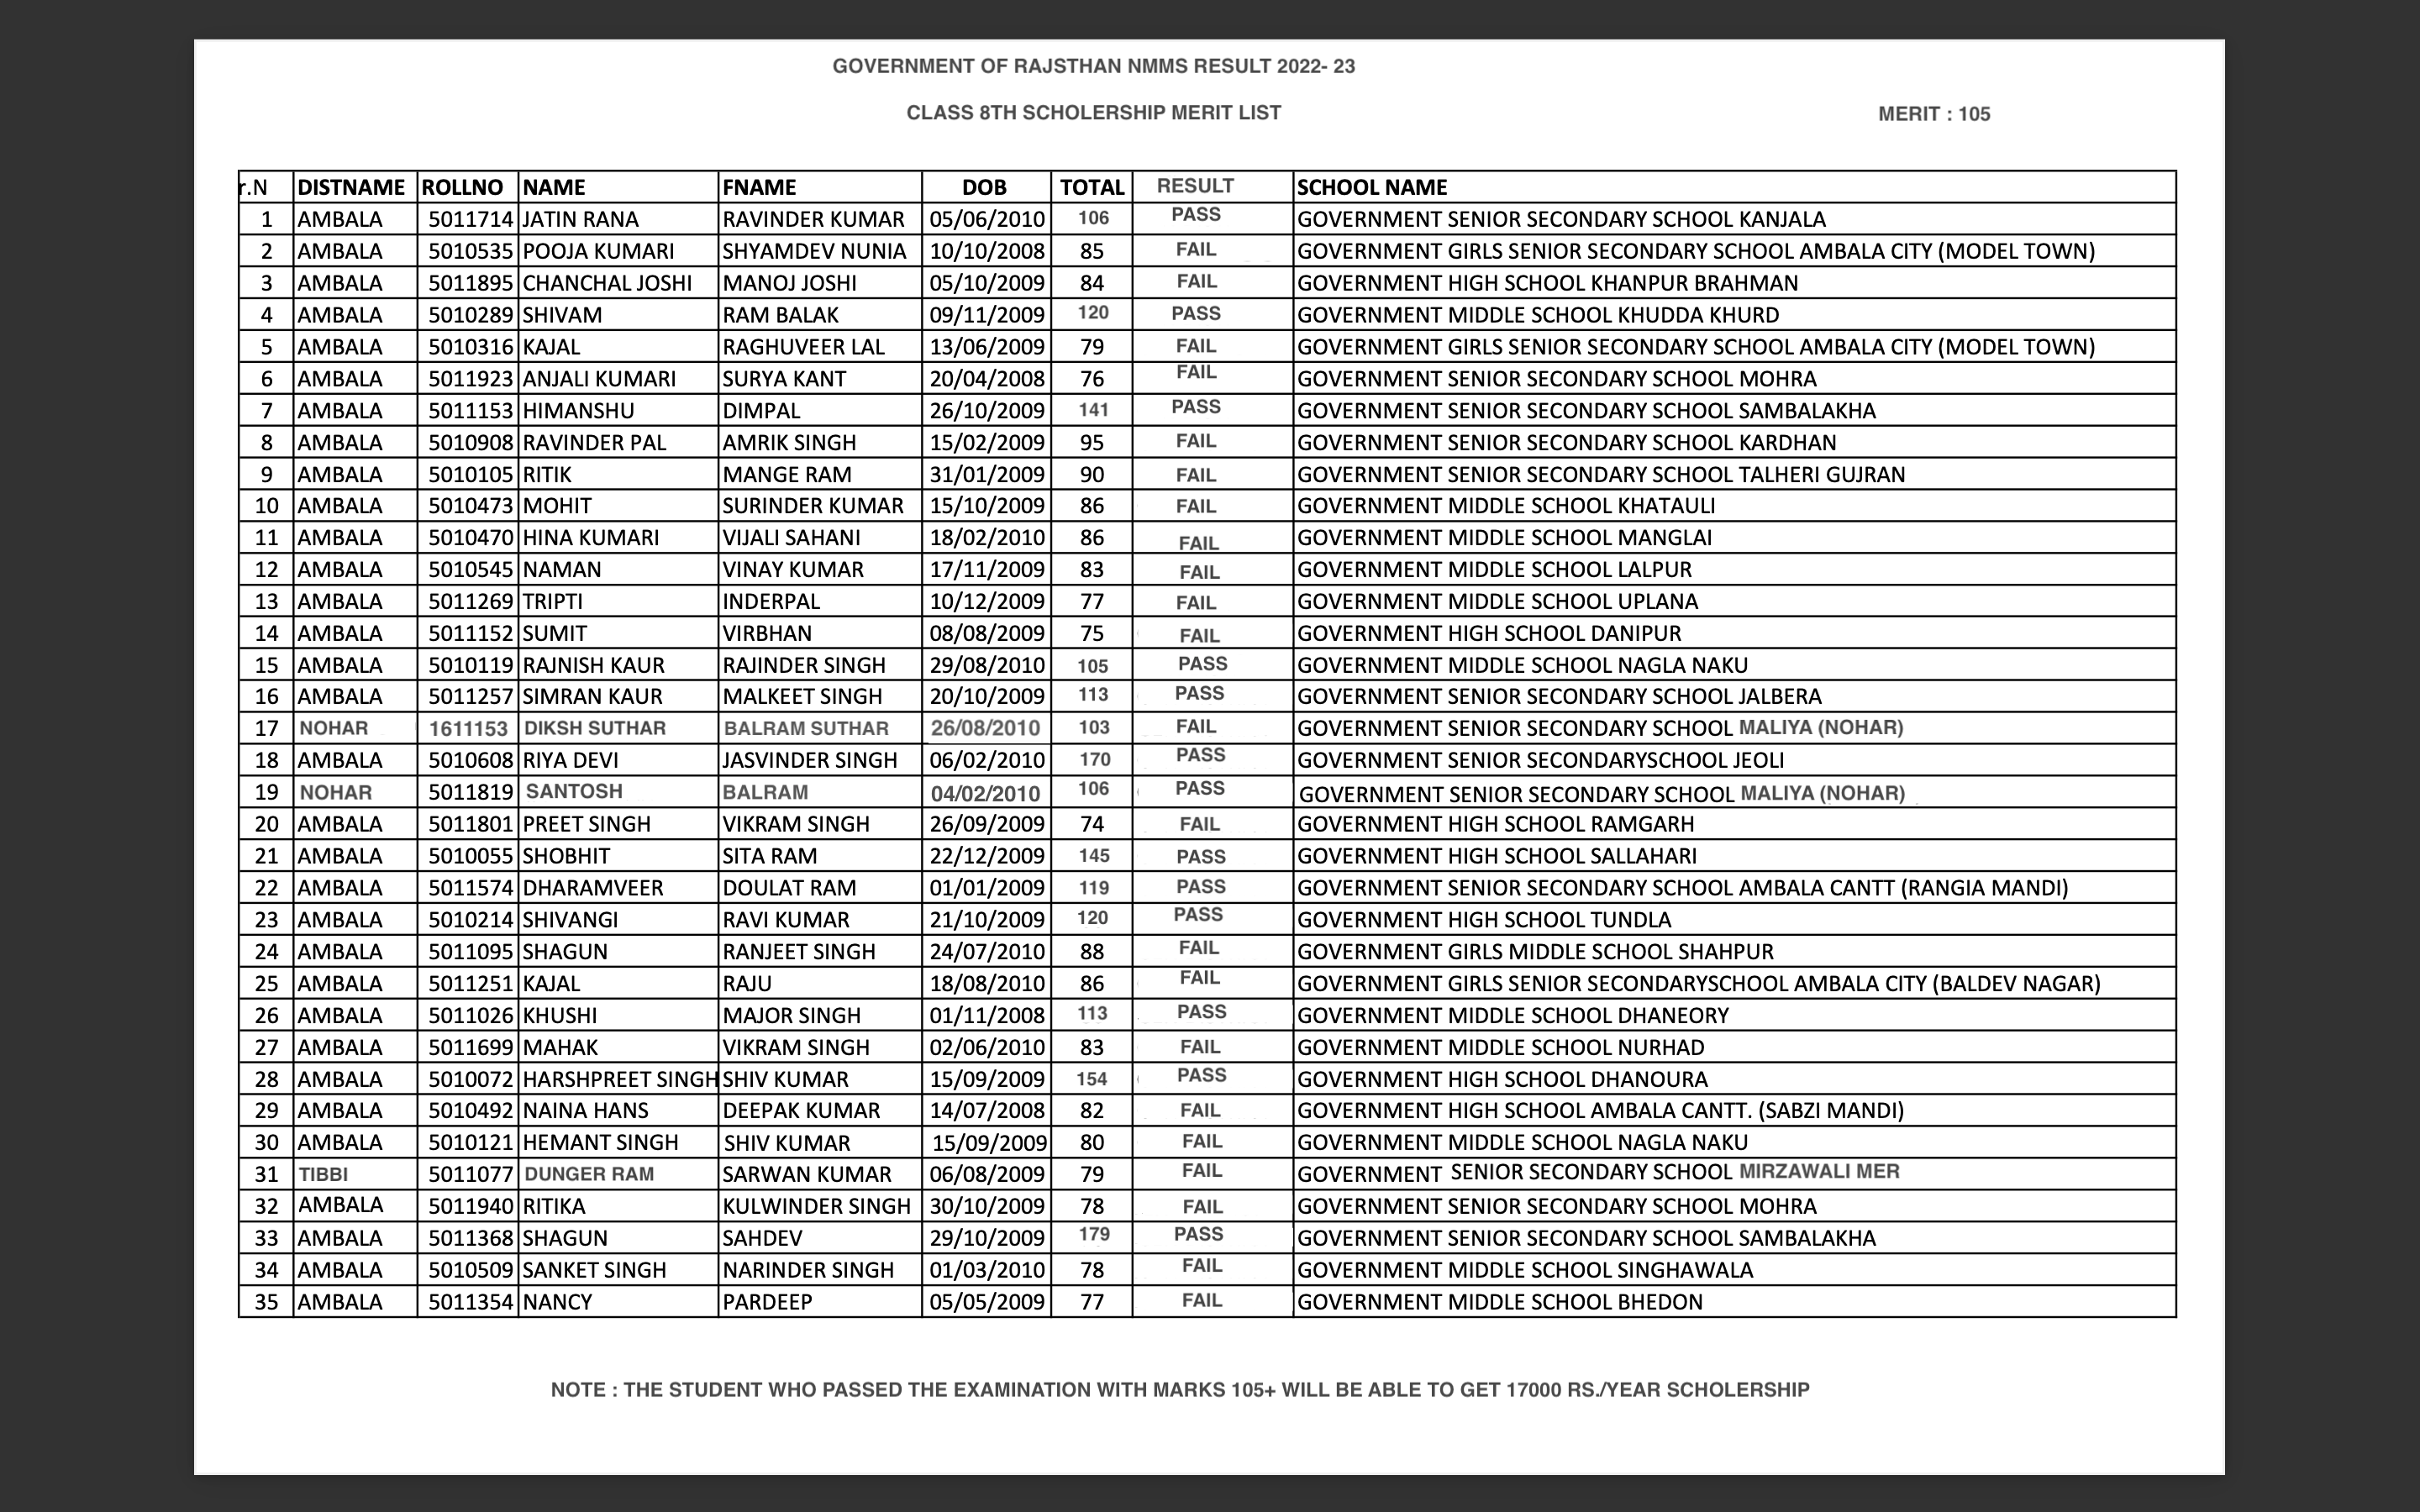 GOVERNMENT OF RAJSTHAN NMMS RESULT 2022- 23
CLASS 8TH SCHOLERSHIP MERIT LIST MERIT : 105
r.N DISTNAME ROLLNO NAME FNAME DOB TOTAL RESULT SCHOOL NAME
1 AMBALA 5011714 JATIN RANA RAVINDER KUMAR 05/06/2010 106 PASS GOVERNMENT SENIOR SECONDARY SCHOOL KANJALA
2 AMBALA 5010535 POOJA KUMARI SHYAMDEV NUNIA 10/10/2008 85 FAIL GOVERNMENT GIRLS SENIOR SECONDARY SCHOOL AMBALA CITY (MODEL TOWN)
3 AMBALA 5011895 CHANCHAL JOSHI MANOJ JOSHI 05/10/2009 84 FAIL GOVERNMENT HIGH SCHOOL KHANPUR BRAHMAN
4 AMBALA 5010289 SHIVAM RAM BALAK 09/11/2009 120 PASS GOVERNMENT MIDDLE SCHOOL KHUDDA KHURD
5 AMBALA 5010316 KAJAL RAGHUVEER LAL 13/06/2009 79 FAIL GOVERNMENT GIRLS SENIOR SECONDARY SCHOOL AMBALA CITY (MODEL TOWN)
6 AMBALA 5011923 ANJALI KUMARI SURYA KANT 20/04/2008 76 FAIL GOVERNMENT SENIOR SECONDARY SCHOOL MOHRA
7 AMBALA 5011153 HIMANSHU DIMPAL 26/10/2009 141 PASS GOVERNMENT SENIOR SECONDARY SCHOOL SAMBALAKHA
8 AMBALA 5010908 RAVINDER PAL AMRIK SINGH 15/02/2009 95 FAIL GOVERNMENT SENIOR SECONDARY SCHOOL KARDHAN
9 AMBALA 5010105 RITIK MANGE RAM 31/01/2009 90 FAIL GOVERNMENT SENIOR SECONDARY SCHOOL TALHERI GUJRAN
10 AMBALA 5010473 MOHIT SURINDER KUMAR 15/10/2009 86 FAIL GOVERNMENT MIDDLE SCHOOL KHATAULI
11 AMBALA 5010470 HINA KUMARI VIJALI SAHANI 18/02/2010 86 FAIL GOVERNMENT MIDDLE SCHOOL MANGLAI
12 AMBALA 5010545 NAMAN VINAY KUMAR 17/11/2009 83 FAIL GOVERNMENT MIDDLE SCHOOL LALPUR
13 AMBALA 5011269 TRIPTI INDERPAL 10/12/2009 77 FAIL GOVERNMENT MIDDLE SCHOOL UPLANA
14 AMBALA 5011152 SUMIT VIRBHAN 08/08/2009 75 FAIL GOVERNMENT HIGH SCHOOL DANIPUR
15 AMBALA 5010119 RAJNISH KAUR RAJINDER SINGH 29/08/2010 105 PASS GOVERNMENT MIDDLE SCHOOL NAGLA NAKU
16 AMBALA 5011257 SIMRAN KAUR MALKEET SINGH 20/10/2009 113 PASS GOVERNMENT SENIOR SECONDARY SCHOOL JALBERA
17 NOHAR 1611153 DIKSH SUTHAR BALRAM SUTHAR 26/08/2010 103 FAIL GOVERNMENT SENIOR SECONDARY SCHOOL MALIYA (NOHAR)
18 AMBALA 5010608 RIYA DEVI JASVINDER SINGH 06/02/2010 170 PASS GOVERNMENT SENIOR SECONDARYSCHOOL JEOLI
19 NOHAR 5011819 SANTOSH BALRAM 04/02/2010 106 PASS GOVERNMENT SENIOR SECONDARY SCHOOL MALIYA (NOHAR)
20 AMBALA 5011801 PREET SINGH VIKRAM SINGH 26/09/2009 74 FAIL GOVERNMENT HIGH SCHOOL RAMGARH
21 AMBALA 5010055 SHOBHIT SITA RAM 22/12/2009 145 PASS GOVERNMENT HIGH SCHOOL SALLAHARI
22 AMBALA 5011574 DHARAMVEER DOULAT RAM 01/01/2009 119 PASS GOVERNMENT SENIOR SECONDARY SCHOOL AMBALA CANTT (RANGIA MANDI)
23 AMBALA 5010214 SHIVANGI RAVI KUMAR 21/10/2009 120 PASS GOVERNMENT HIGH SCHOOL TUNDLA
24 AMBALA 5011095 SHAGUN RANJEET SINGH 24/07/2010 88 FAIL GOVERNMENT GIRLS MIDDLE SCHOOL SHAHPUR
25 AMBALA 5011251 KAJAL RAJU 18/08/2010 86 FAIL GOVERNMENT GIRLS SENIOR SECONDARYSCHOOL AMBALA CITY (BALDEV NAGAR)
26 AMBALA 5011026 KHUSHI MAJOR SINGH 01/11/2008 113 PASS GOVERNMENT MIDDLE SCHOOL DHANEORY
27 AMBALA 5011699 MAHAK VIKRAM SINGH 02/06/2010 83 FAIL GOVERNMENT MIDDLE SCHOOL NURHAD
28 AMBALA 5010072 HARSHPREET SINGH SHIV KUMAR 15/09/2009 154 PASS GOVERNMENT HIGH SCHOOL DHANOURA
29 AMBALA 5010492 NAINA HANS DEEPAK KUMAR 14/07/2008 82 FAIL GOVERNMENT HIGH SCHOOL AMBALA CANTT. (SABZI MANDI)
30 AMBALA 5010121 HEMANT SINGH SHIV KUMAR 15/09/2009 80 FAIL GOVERNMENT MIDDLE SCHOOL NAGLA NAKU
31 TIBBI 5011077 DUNGER RAM SARWAN KUMAR 06/08/2009 79 FAIL GOVERNMENT SENIOR SECONDARY SCHOOL MIRZAWALI MER
32 AMBALA 5011940 RITIKA KULWINDER SINGH 30/10/2009 78 FAIL GOVERNMENT SENIOR SECONDARY SCHOOL MOHRA
33 AMBALA 5011368 SHAGUN SAHDEV 29/10/2009 179 PASS GOVERNMENT SENIOR SECONDARY SCHOOL SAMBALAKHA
34 AMBALA 5010509 SANKET SINGH NARINDER SINGH 01/03/2010 78 FAIL GOVERNMENT MIDDLE SCHOOL SINGHAWALA
35 AMBALA 5011354 NANCY PARDEEP 05/05/2009 77 FAIL GOVERNMENT MIDDLE SCHOOL BHEDON
NOTE : THE STUDENT WHO PASSED THE EXAMINATION WITH MARKS 105+ WILL BE ABLE TO GET 17000 RS./YEAR SCHOLERSHIP